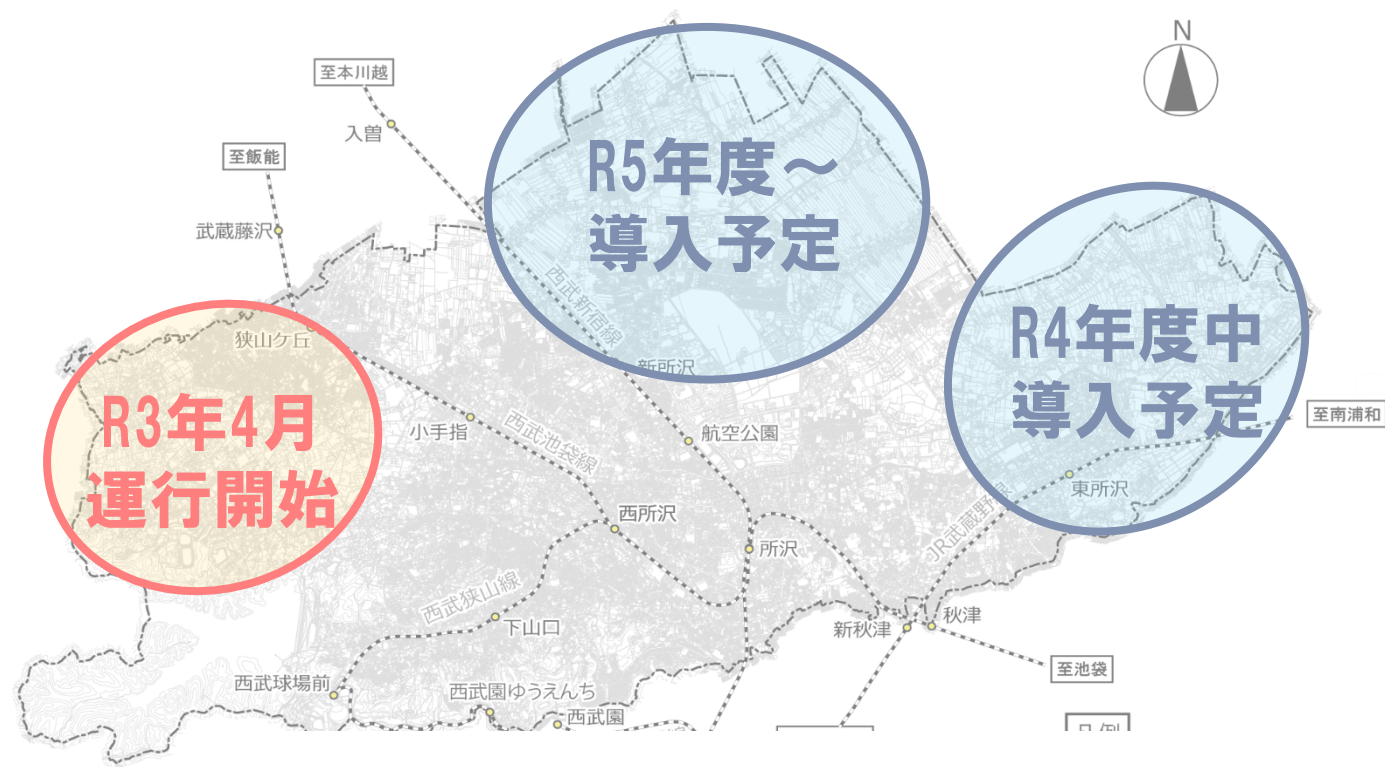 N
至本川越
入曽
至飯能
武蔵藤沢
R5年度～
導入予定
西武新宿線
狭山ケ丘
新所沢
R4年度中
導入予定
R3年4月
運行開始
小手指
西武池袋線
航空公園
至南浦和
東所沢
西所沢
所沢
西武狭山線
下山口
新秋津
秋津
至池袋
西武球場前
西武園ゆうえんち
西武園